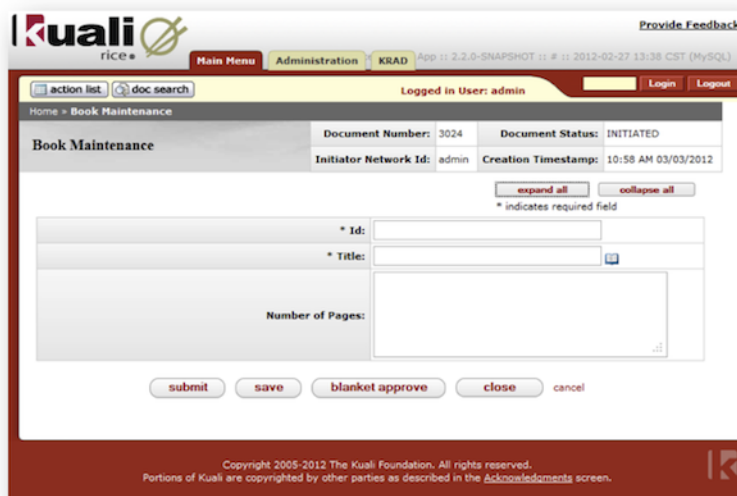 Kuali
rice
Provide Feedback
Main Menu Administration KRAD App :: 2.2.0-SNAPSHOT :: # :: 2012-02-27 13:38 CST (MySQL)
action list doc search Logged in User: admin Login Logout
Home » Book Maintenance
Book Maintenance
Document Number: 3024 Document Status: INITIATED
Initiator Network Id: admin Creation Timestamp: 10:58 AM 03/03/2012
expand all collapse all
* indicates required field
* Id:
* Title:
Number of Pages:
submit save blanket approve close cancel
Copyright 2005-2012 The Kuali Foundation. All rights reserved.
Portions of Kuali are copyrighted by other parties as described in the Acknowledgments screen.